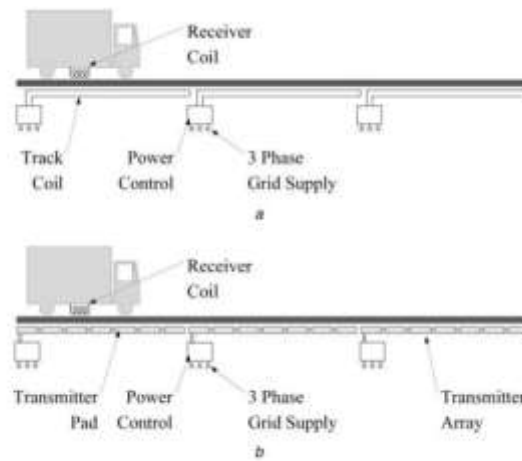 Receiver
Coil
Track
Coil
Power
Control
3 Phase
Grid Supply
a
Receiver
Coil
Transmitter
Pad
Power
Control
3 Phase
Grid Supply
Transmitter
Array
b